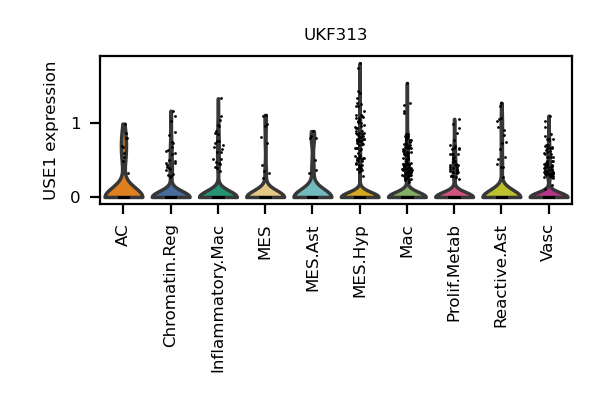 UKF313
USE1 expression
1
0
AC
Chromatin.Reg
Inflammatory.Mac
MES
MES.Ast
MES.Hyp
Mac
Prolif.Metab
Reactive.Ast
Vasc